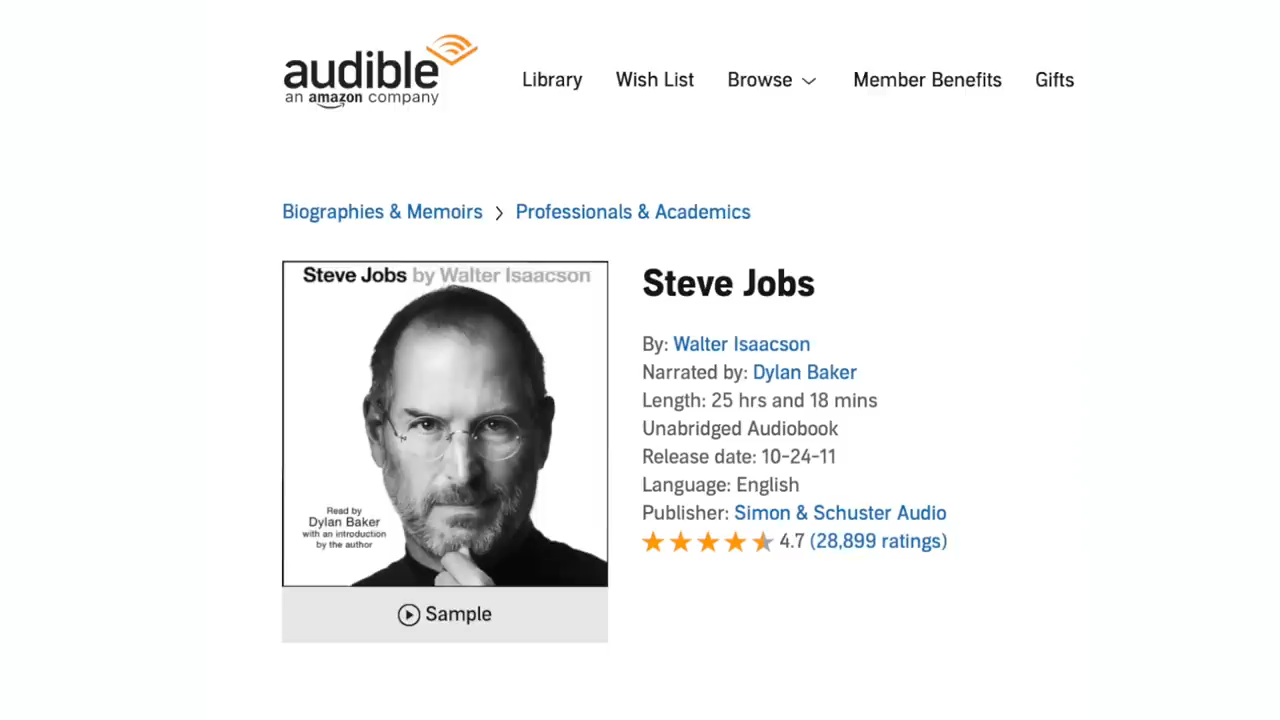 audible
an amazon company
Library Wish List Browse Member Benefits Gifts
Biographies & Memoirs > Professionals & Academics
Steve Jobs by Walter Isaacson
Read by
Dylan Baker
with an introduction
by the author
Sample
Steve Jobs
By: Walter Isaacson
Narrated by: Dylan Baker
Length: 25 hrs and 18 mins
Unabridged Audiobook
Release date: 10-24-11
Language: English
Publisher: Simon & Schuster Audio
4.7 (28,899 ratings)